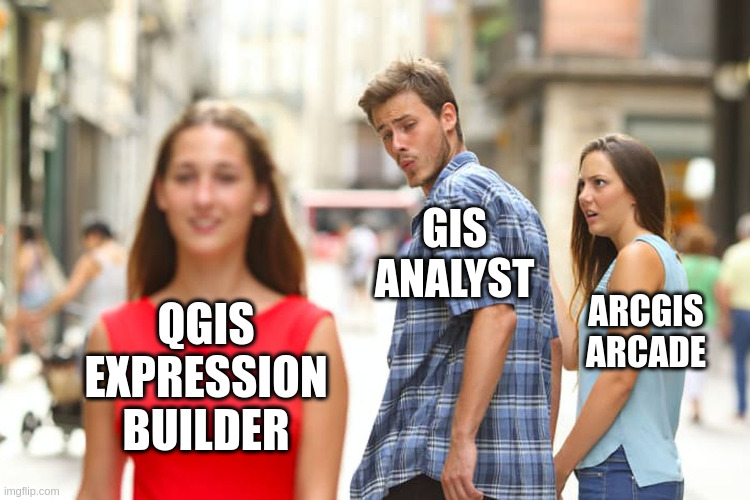 GIS
ANALYST
QGIS
EXPRESSION
BUILDER
ARCGIS
ARCADE
imgflip.com